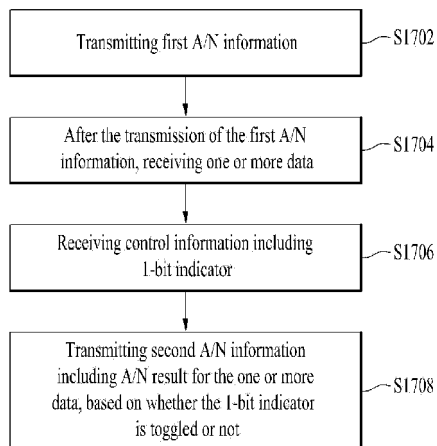 Transmitting first A/N information
S1702
After the transmission of the first A/N
information, receiving one or more data
S1704
Receiving control information including
1-bit indicator
S1706
Transmitting second A/N information
including A/N result for the one or more
data, based on whether the 1-bit indicator
is toggled or not
S1708